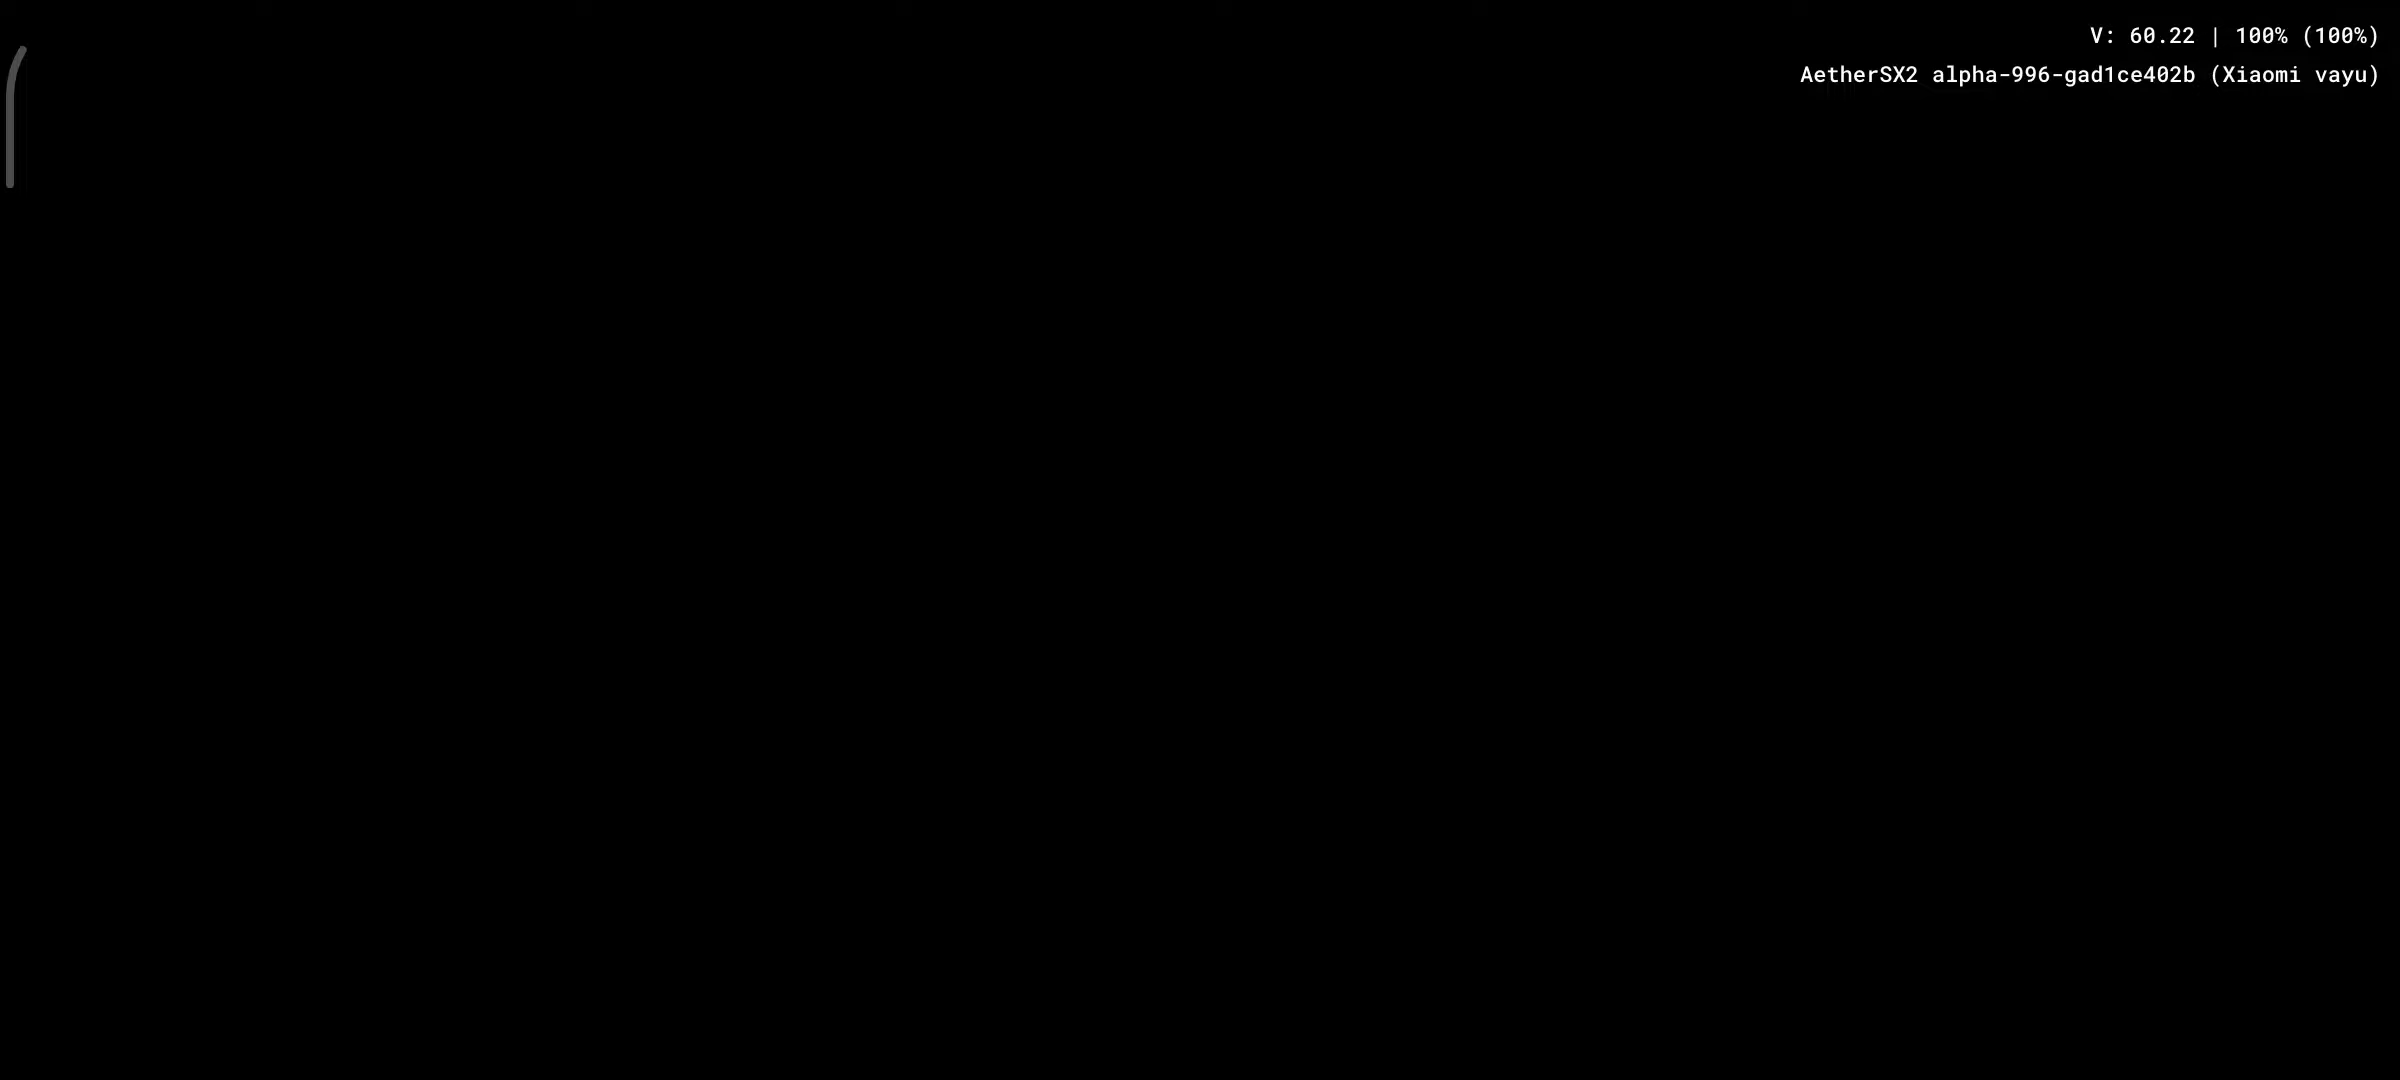 V: 60.22 | 100% (100%)
AetherSX2 alpha-996-gad1ce402b (Xiaomi vayu)